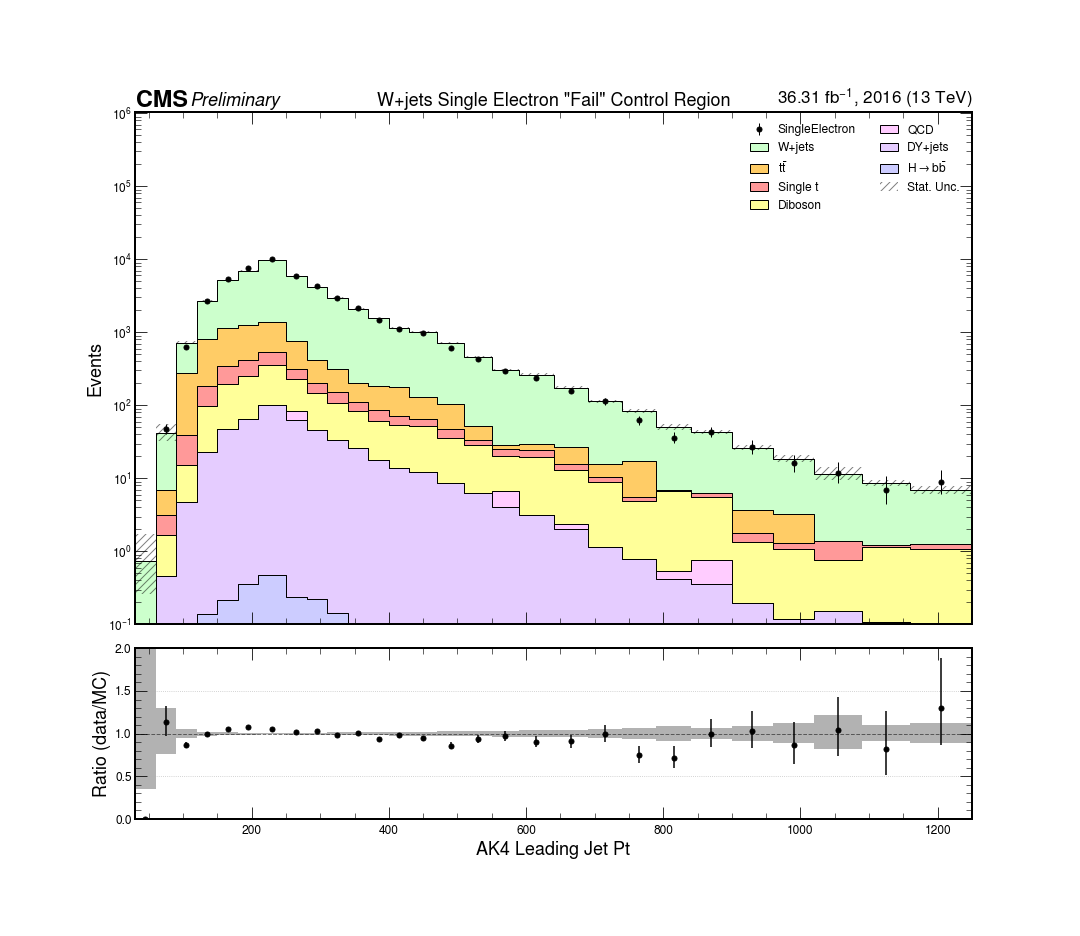 CMS Preliminary W+jets Single Electron "Fail" Control Region 36.31 fb⁻¹, 2016 (13 TeV)
10⁶
10⁵
10⁴
10³
10²
10¹
10⁰
10⁻¹
Events
SingleElectron
W+jets
tt̄
Single t
Diboson
QCD
DY+jets
H→bb̄
Stat. Unc.
2.0
1.5
1.0
0.5
0.0
Ratio (data/MC)
200 400 600 800 1000 1200
AK4 Leading Jet Pt